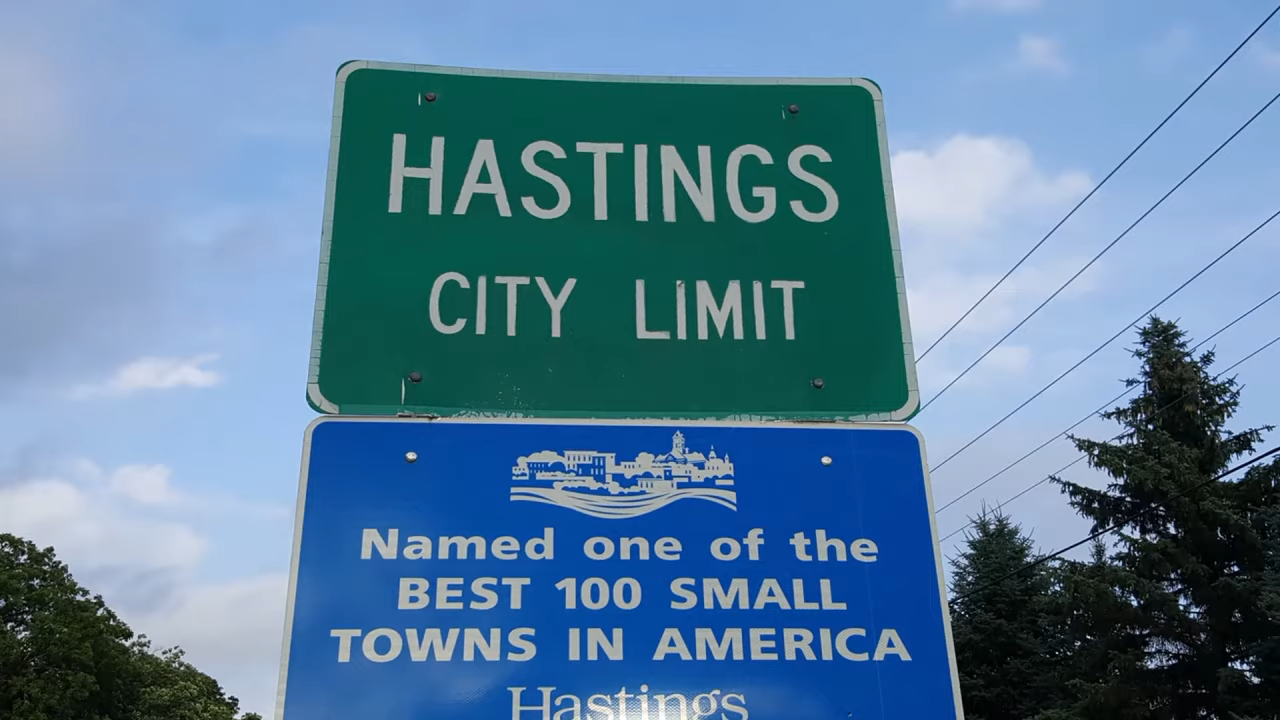 HASTINGS
CITY LIMIT
Named one of the
BEST 100 SMALL
TOWNS IN AMERICA
Hastings